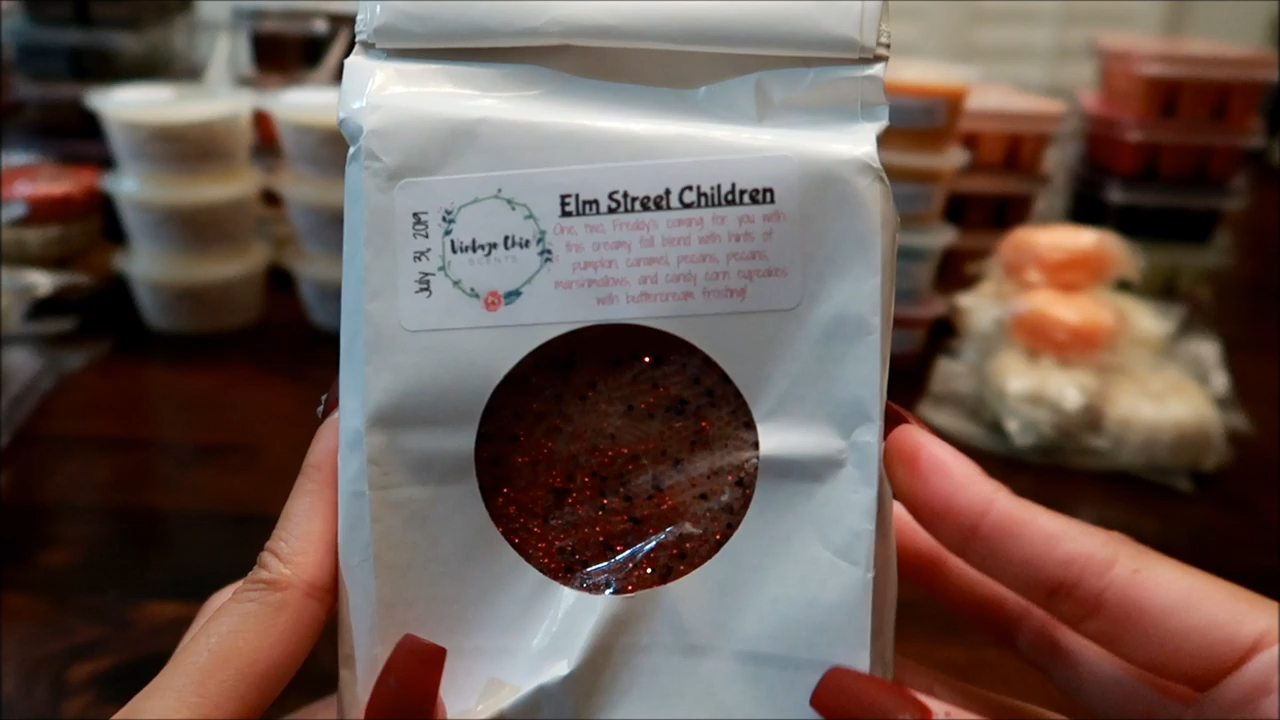 July 31, 2019
Vintage Chic
SCENTS
Elm Street Children
One, two, Freddy's coming for you with
this creamy fall blend with hints of
pumpkin, caramel, pecans, pecans,
marshmallows, and candy corn cupcakes
with buttercream frosting!